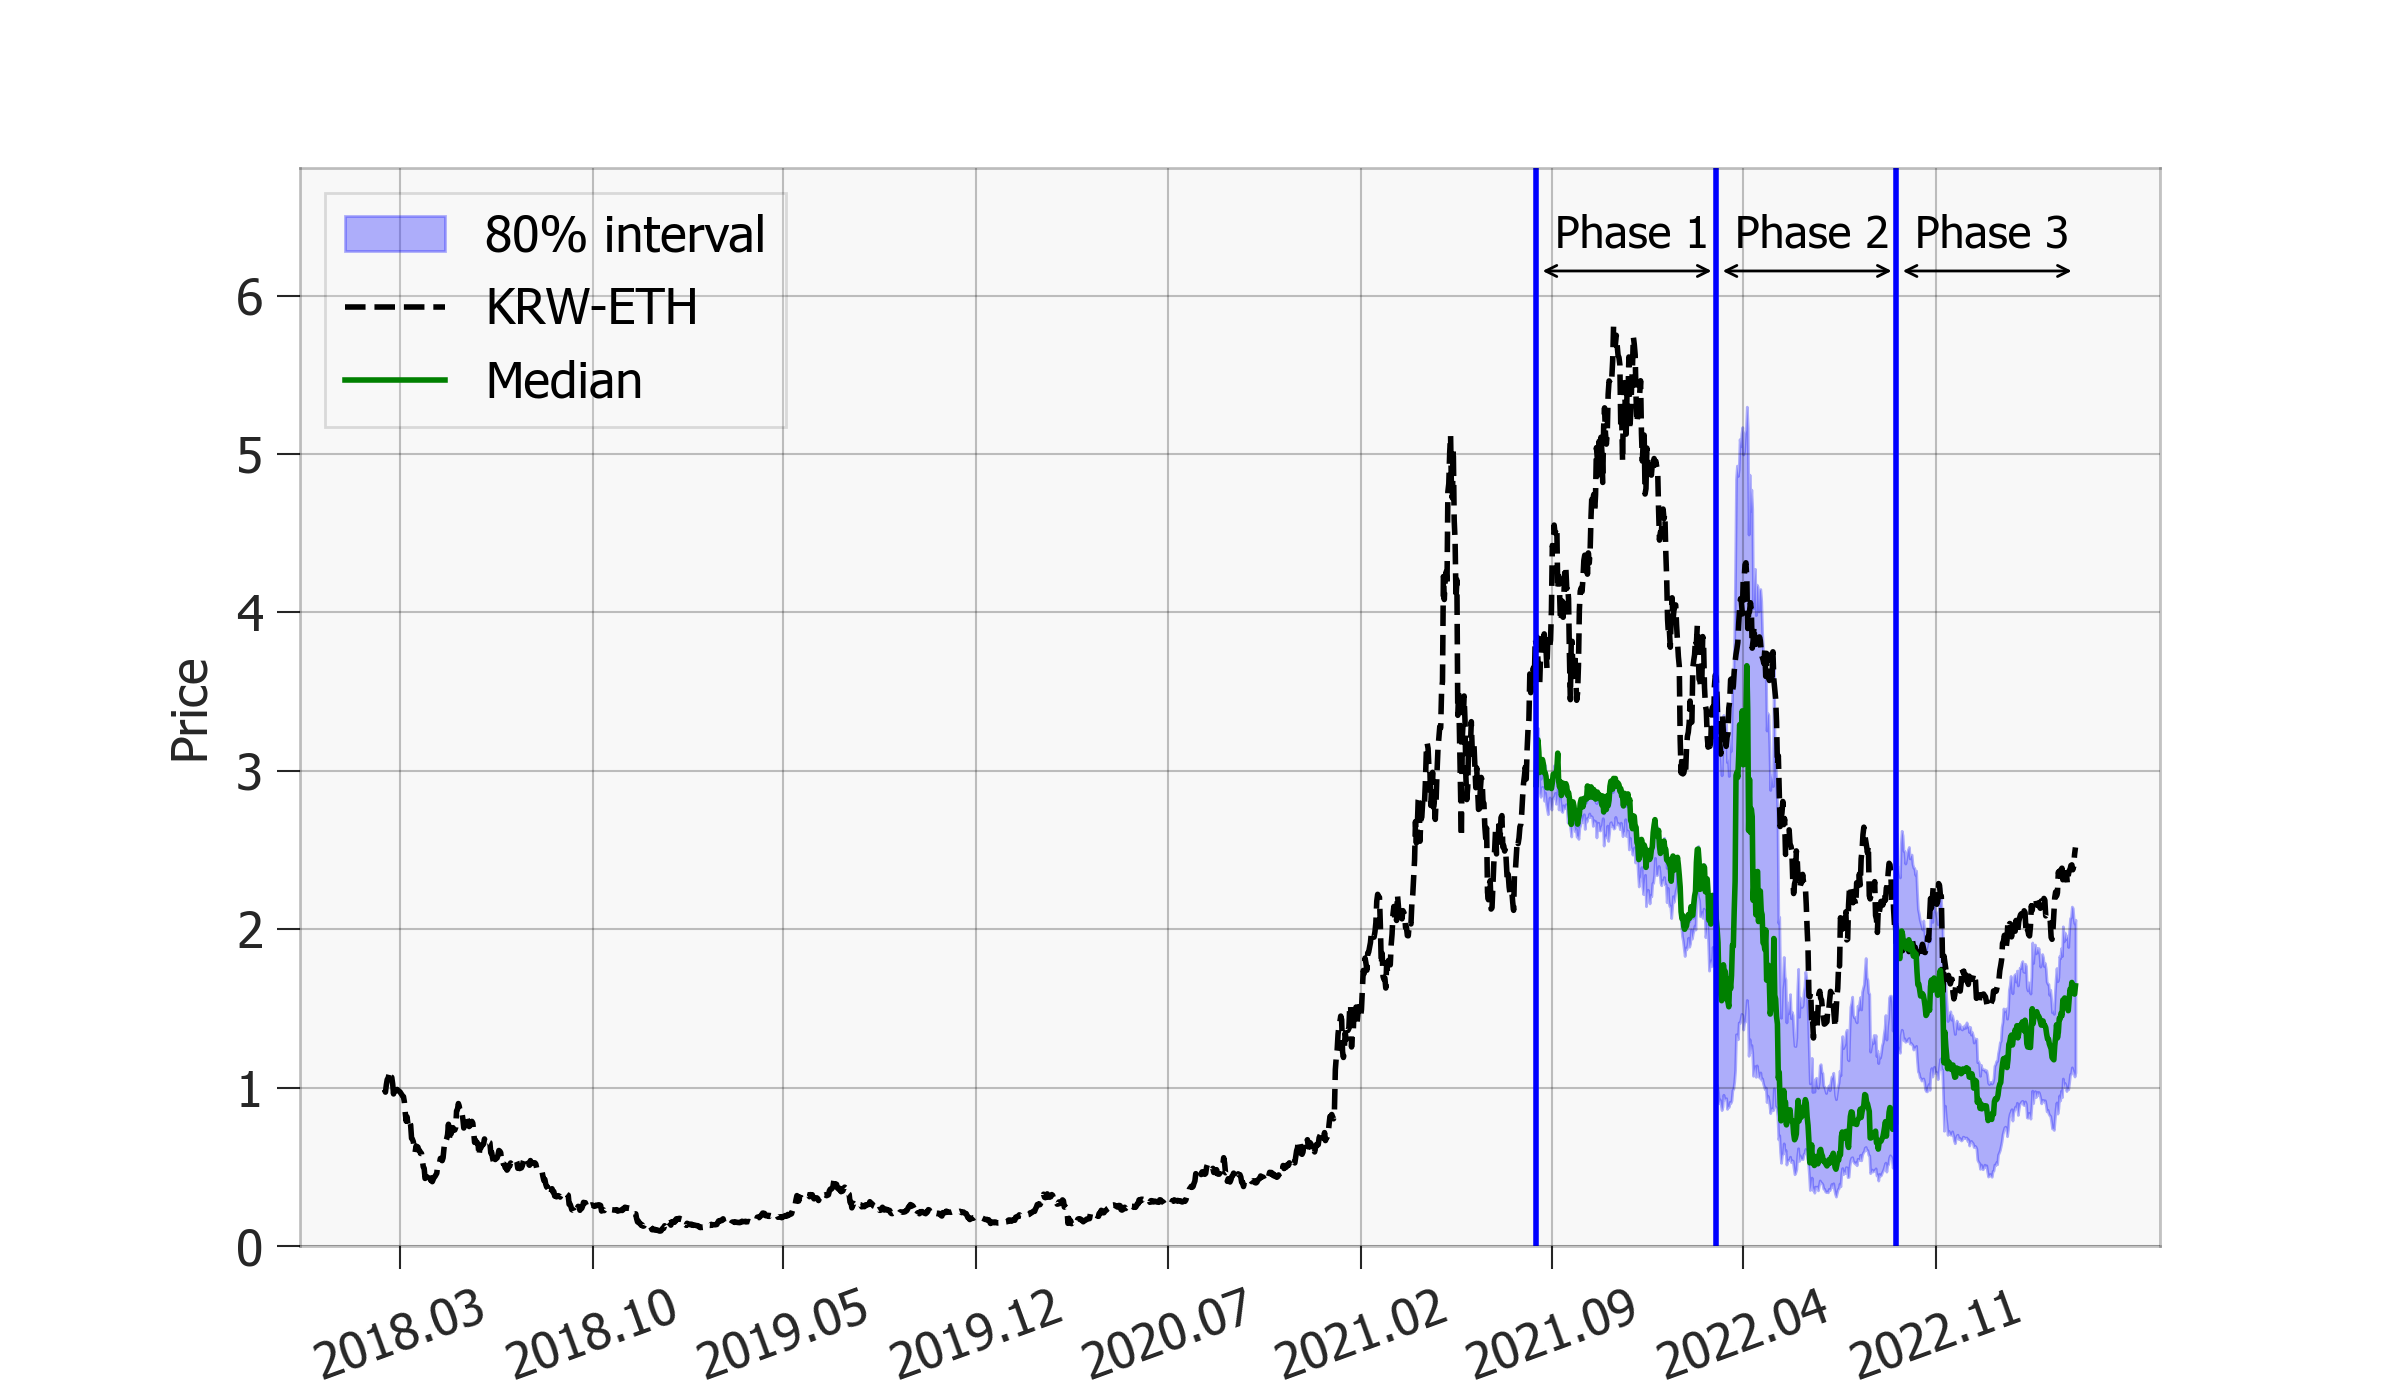 80% interval
KRW-ETH
Median
Phase 1
Phase 2
Phase 3
Price
6
5
4
3
2
1
0
2018.03
2018.10
2019.05
2019.12
2020.07
2021.02
2021.09
2022.04
2022.11